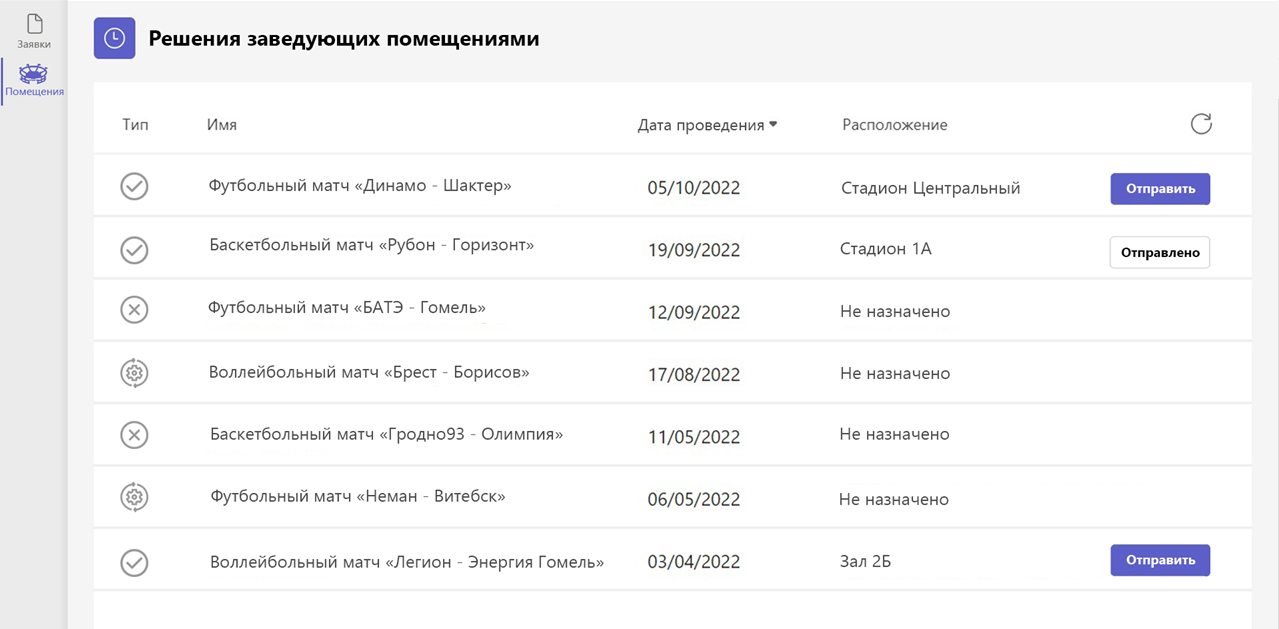 Заявки
Помещения
Решения заведующих помещениями
Тип Имя Дата проведения Расположение
Футбольный матч «Динамо - Шактер» 05/10/2022 Стадион Центральный Отправить
Баскетбольный матч «Рубон - Горизонт» 19/09/2022 Стадион 1А Отправлено
Футбольный матч «БАТЭ - Гомель» 12/09/2022 Не назначено
Воллейбольный матч «Брест - Борисов» 17/08/2022 Не назначено
Баскетбольный матч «Гродно93 - Олимпия» 11/05/2022 Не назначено
Футбольный матч «Неман - Витебск» 06/05/2022 Не назначено
Воллейбольный матч «Легион - Энергия Гомель» 03/04/2022 Зал 2Б Отправить